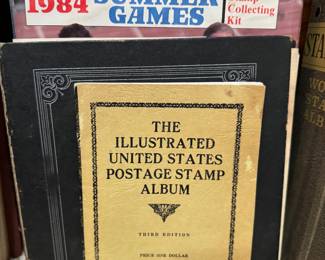 1984 SUMMER
GAMES
Stamp
Collecting
Kit
THE
ILLUSTRATED
UNITED STATES
POSTAGE STAMP
ALBUM
THIRD EDITION
PRICE ONE DOLLAR